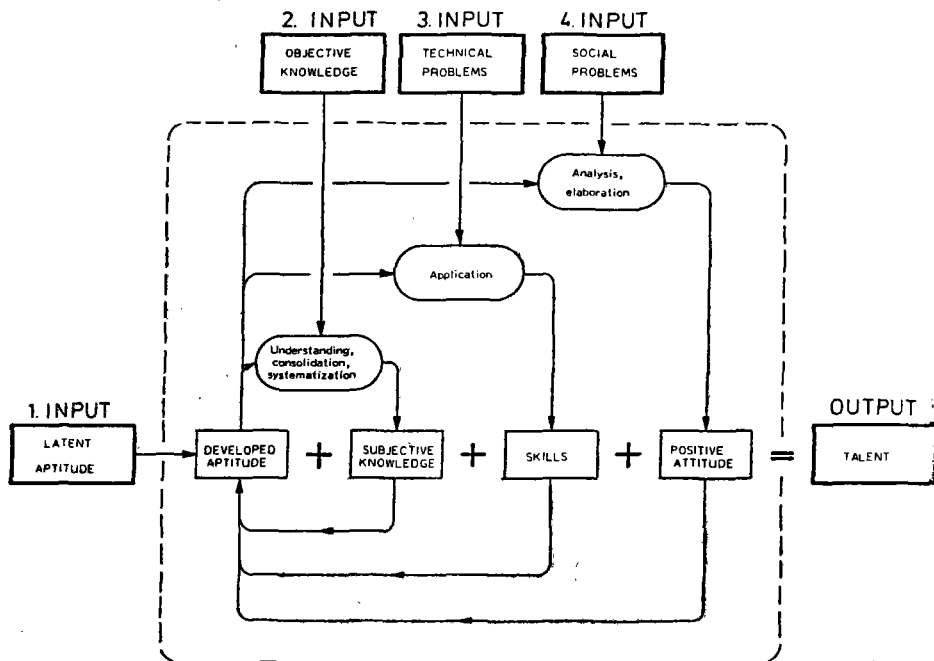 2. INPUT
3. INPUT
4. INPUT
OBJECTIVE
KNOWLEDGE
TECHNICAL
PROBLEMS
SOCIAL
PROBLEMS
Analysis,
elaboration
Application
Understanding,
consolidation,
systematization
1. INPUT
LATENT
APTITUDE
DEVELOPED
APTITUDE
+
SUBJECTIVE
KNOWLEDGE
+
SKILLS
+
POSITIVE
ATTITUDE
=
OUTPUT
TALENT